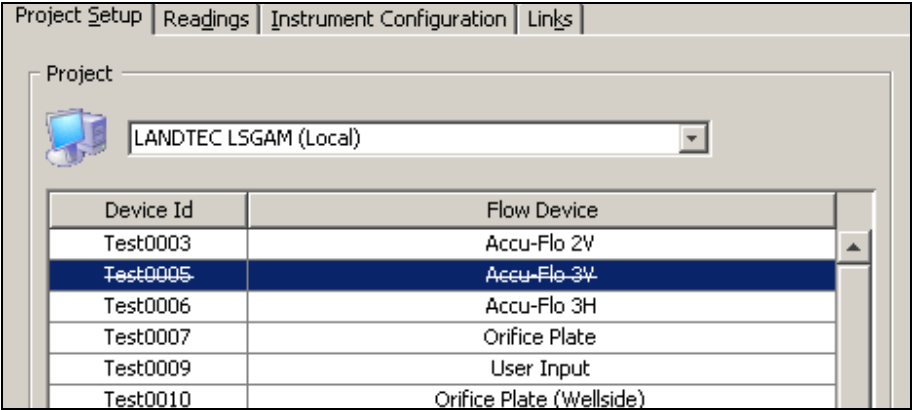 Project Setup Readings Instrument Configuration Links
Project
LANDTEC LSGAM (Local)
Device Id Flow Device
Test0003 Accu-Flo 2V
Test0005 Accu-Flo 3V
Test0006 Accu-Flo 3H
Test0007 Orifice Plate
Test0009 User Input
Test0010 Orifice Plate (Wellside)